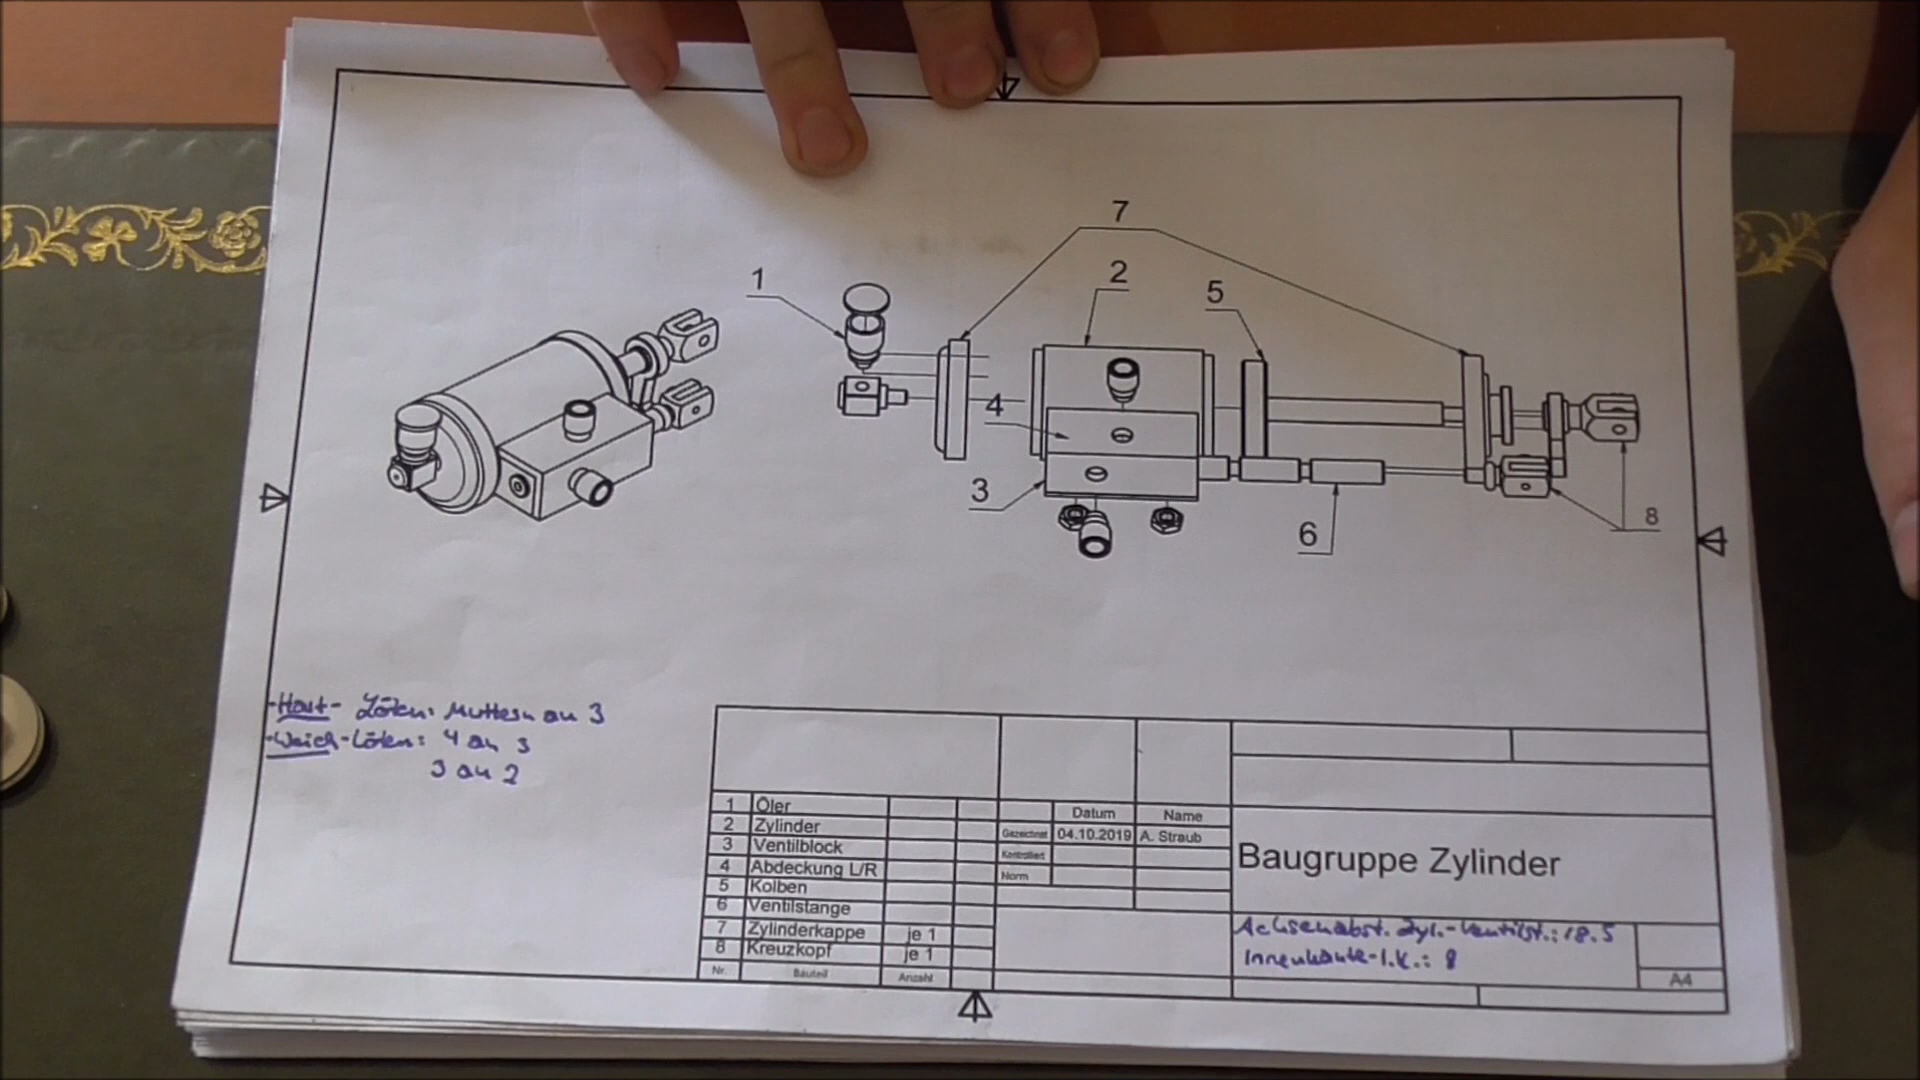 7
2
1
5
4
3
8
6
-Hart- Löten: Muttern an 3
-Weich-Löten: 4 an 3
3 an 2
1 Öler
2 Zylinder
3 Ventilblock
4 Abdeckung L/R
5 Kolben
6 Ventilstange
7 Zylinderkappe je 1
8 Kreuzkopf je 1
Nr. Bauteil Anzahl
Datum Name
Gezeichnet 04.10.2019 A. Straub
Kontrolliert
Norm
Baugruppe Zylinder
Achsenabst. Zyl.-Ventilst.: 18.5
Innenkante-I.K.: 8
A4